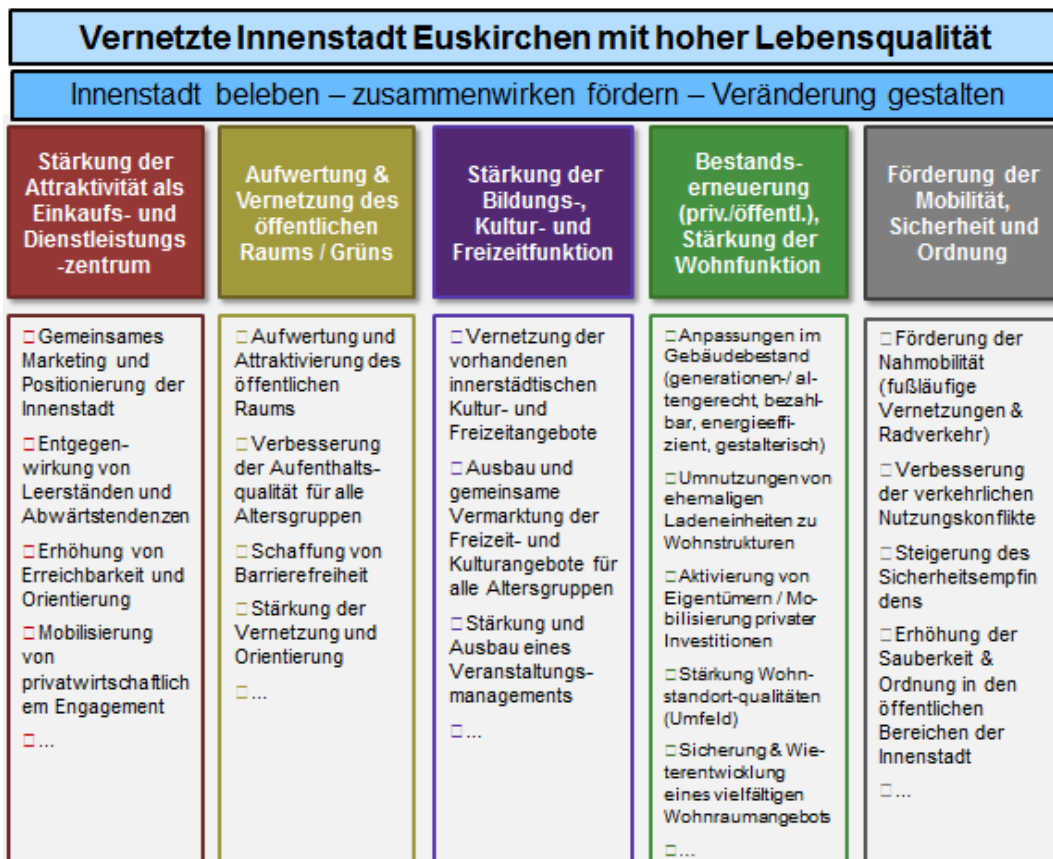 Vernetzte Innenstadt Euskirchen mit hoher Lebensqualität
Innenstadt beleben – zusammenwirken fördern – Veränderung gestalten
Stärkung der
Attraktivität als
Einkaufs- und
Dienstleistungs
-zentrum
Aufwertung &
Vernetzung des
öffentlichen
Raums / Grüns
Stärkung der
Bildungs-,
Kultur- und
Freizeitfunktion
Bestands-
erneuerung
(priv./öffentl.),
Stärkung der
Wohnfunktion
Förderung der
Mobilität,
Sicherheit und
Ordnung
□ Gemeinsames
Marketing und
Positionierung der
Innenstadt
□ Entgegen-
wirkung von
Leerständen und
Abwärtstendenzen
□ Erhöhung von
Erreichbarkeit und
Orientierung
□ Mobilisierung
von
privatwirtschaftlich
em Engagement
□ ...
□ Aufwertung und
Attraktivierung des
öffentlichen
Raums
□ Verbesserung
der Aufenthalts-
qualität für alle
Altersgruppen
□ Schaffung von
Barrierefreiheit
□ Stärkung der
Vernetzung und
Orientierung
□ ...
□ Vernetzung der
vorhandenen
innerstädtischen
Kultur- und
Freizeitangebote
□ Ausbau und
gemeinsame
Vermarktung der
Freizeit- und
Kulturangebote für
alle Altersgruppen
□ Stärkung und
Ausbau eines
Veranstaltungs-
managements
□ ...
□ Anpassungen im
Gebäudebestand
(generationen-/ al-
tengerecht, bezahl-
bar, energieeffi-
zient, gestalterisch)
□ Umnutzungen von
ehemaligen
Ladeneinheiten zu
Wohnstrukturen
□ Aktivierung von
Eigentümern / Mo-
bilisierung privater
Investitionen
□ Stärkung Wohn-
standort-qualitäten
(Umfeld)
□ Sicherung & Wie-
terentwicklung
eines vielfältigen
Wohnraumangebots
□ ...
□ Förderung der
Nahmobilität
(fußläufige
Vernetzungen &
Radverkehr)
□ Verbesserung
der verkehrlichen
Nutzungskonflikte
□ Steigerung des
Sicherheitsempfin
dens
□ Erhöhung der
Sauberkeit &
Ordnung in den
öffentlichen
Bereichen der
Innenstadt
□ ...